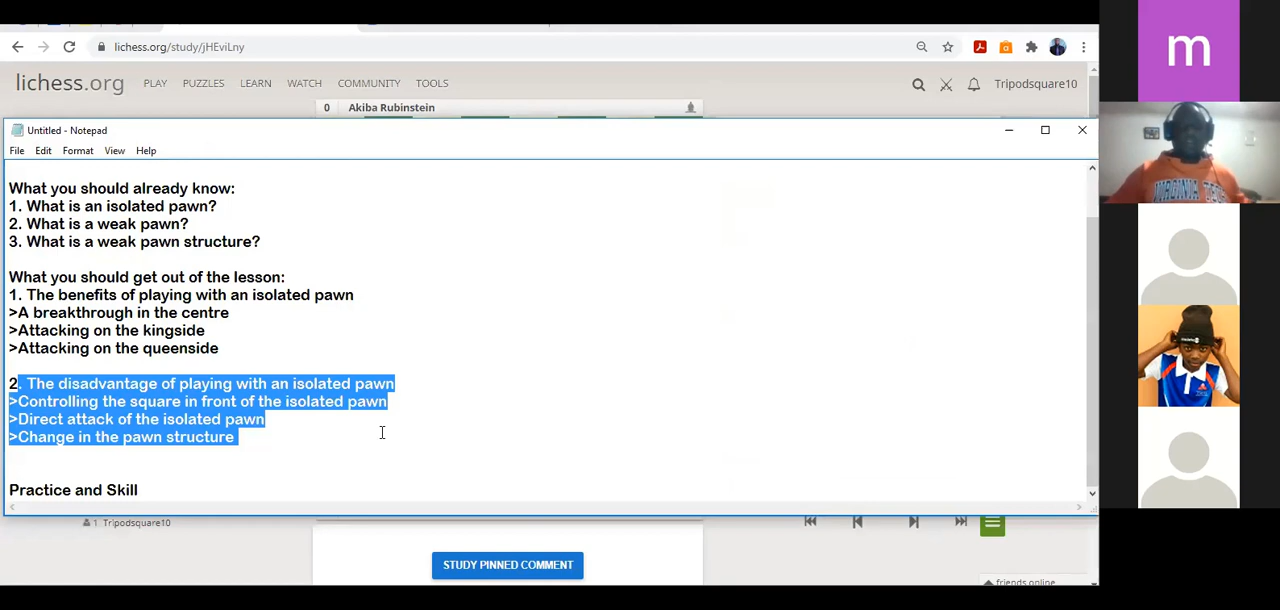 lichess.org/study/jHEviLny
lichess.org PLAY PUZZLES LEARN WATCH COMMUNITY TOOLS Tripodsquare10
0 Akiba Rubinstein
Untitled - Notepad
File Edit Format View Help
What you should already know:
1. What is an isolated pawn?
2. What is a weak pawn?
3. What is a weak pawn structure?
What you should get out of the lesson:
1. The benefits of playing with an isolated pawn
>A breakthrough in the centre
>Attacking on the kingside
>Attacking on the queenside
2. The disadvantage of playing with an isolated pawn
>Controlling the square in front of the isolated pawn
>Direct attack of the isolated pawn
>Change in the pawn structure
Practice and Skill
1 Tripodsquare10
STUDY PINNED COMMENT
friends online
m